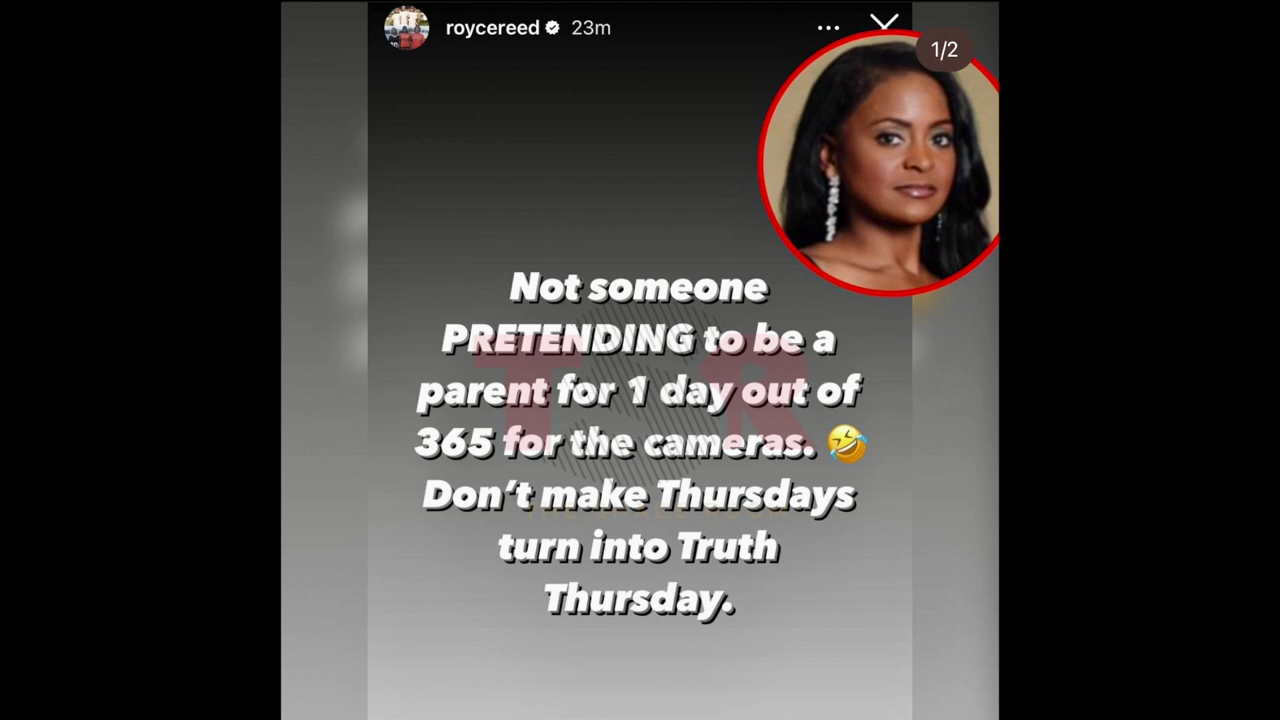 roycereed 23m
1/2
Not someone
PRETENDING to be a
parent for 1 day out of
365 for the cameras. 🤣
Don't make Thursdays
turn into Truth
Thursday.
TSR